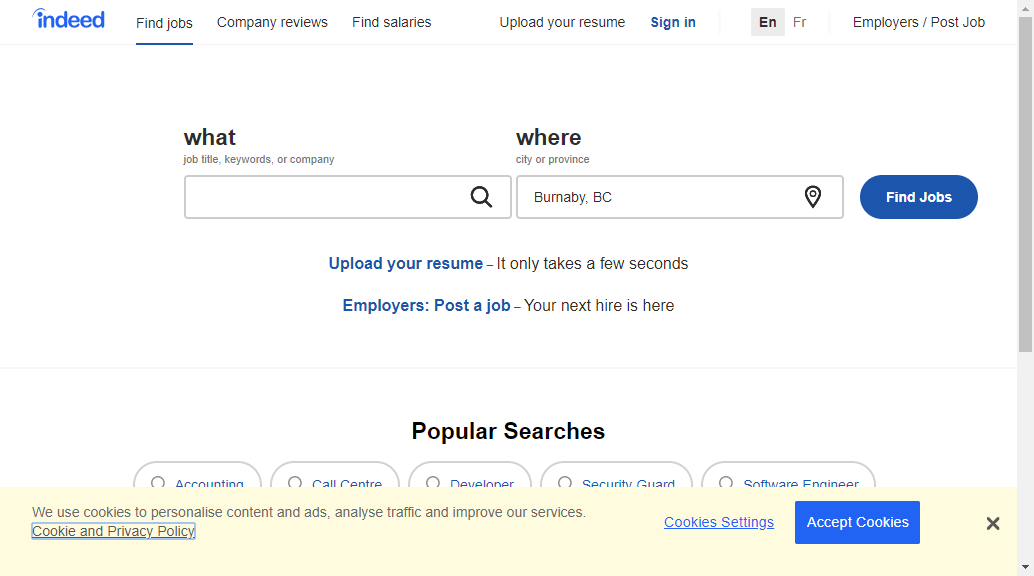 indeed
Find jobs
Company reviews
Find salaries
Upload your resume
Sign in
En
Fr
Employers / Post Job
what
job title, keywords, or company
where
city or province
Burnaby, BC
Find Jobs
Upload your resume – It only takes a few seconds
Employers: Post a job – Your next hire is here
Popular Searches
Accounting
Call Centre
Developer
Security Guard
Software Engineer
We use cookies to personalise content and ads, analyse traffic and improve our services.
Cookie and Privacy Policy
Cookies Settings
Accept Cookies